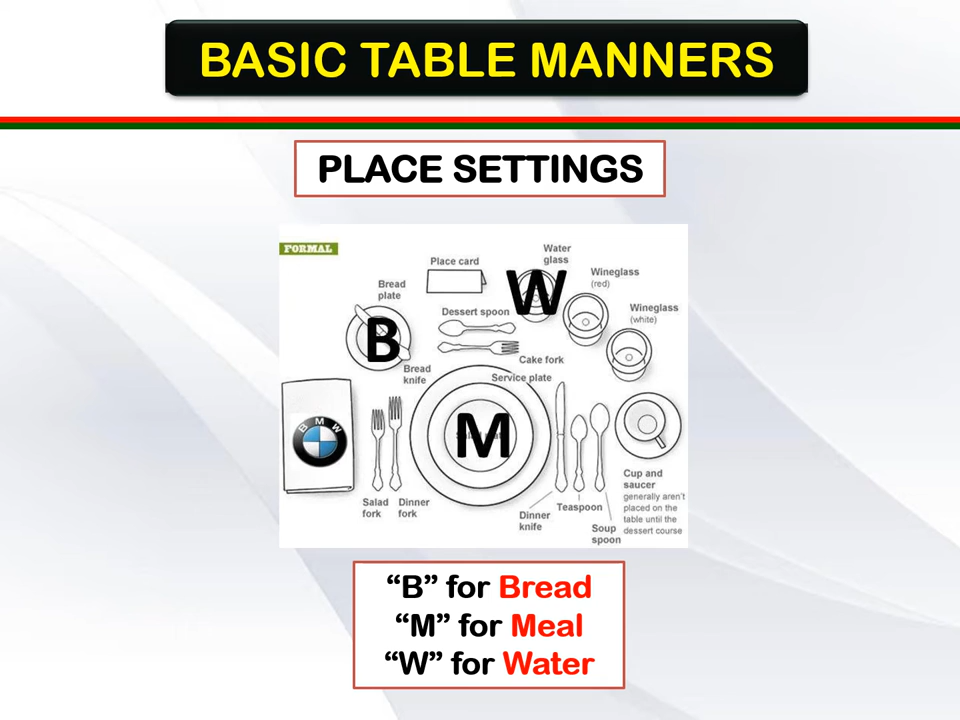 BASIC TABLE MANNERS
PLACE SETTINGS
FORMAL
Place card
Water
glass
W
Wineglass
(red)
Wineglass
(white)
Bread
plate
B
Bread
knife
Dessert spoon
Cake fork
Service plate
M
BMW
Salad
fork
Dinner
fork
Dinner
knife
Teaspoon
Soup
spoon
Cup and
saucer
generally aren't
placed on the
table until the
dessert course
“B” for Bread
“M” for Meal
“W” for Water